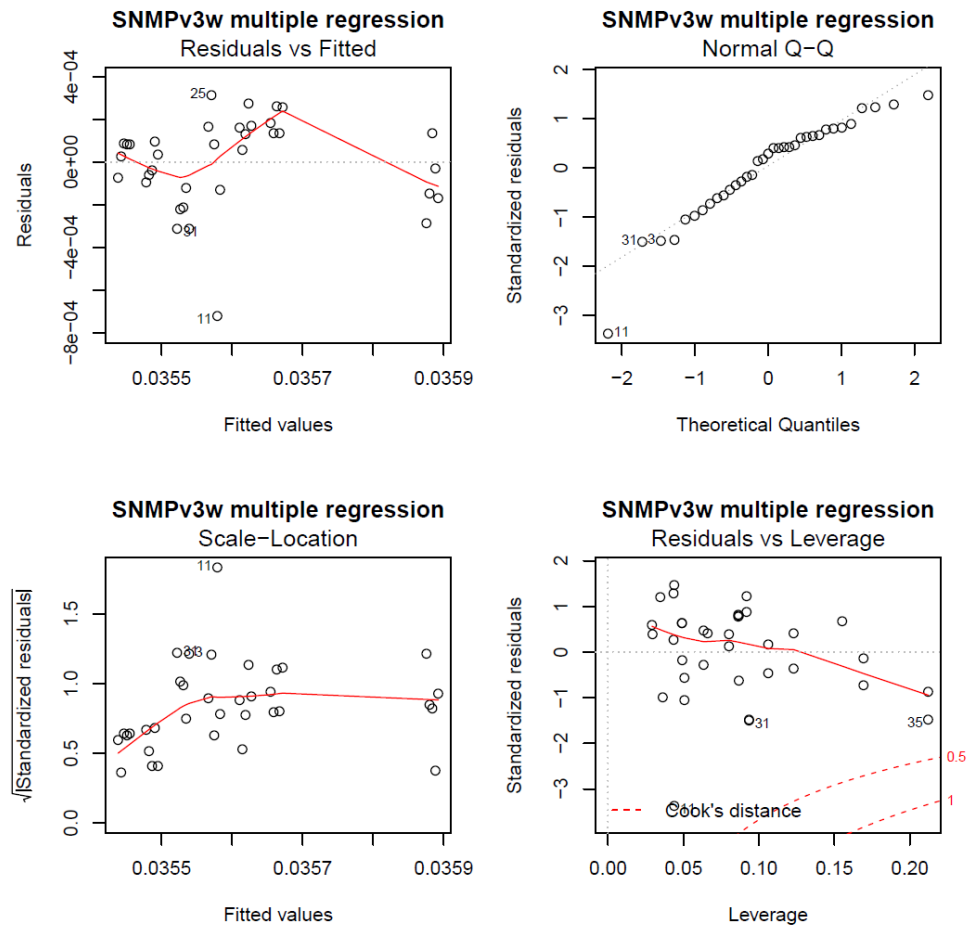 SNMPv3w multiple regression
Residuals vs Fitted
4e−04
0e+00
−4e−04
−8e−04
Residuals
25
31
11
0.0355
0.0357
0.0359
Fitted values
SNMPv3w multiple regression
Normal Q−Q
2
1
0
−1
−2
−3
Standardized residuals
31
3
11
−2
−1
0
1
2
Theoretical Quantiles
SNMPv3w multiple regression
Scale−Location
1.5
1.0
0.5
0.0
√|Standardized residuals|
11
31
3
0.0355
0.0357
0.0359
Fitted values
SNMPv3w multiple regression
Residuals vs Leverage
2
1
0
−1
−2
−3
Standardized residuals
31
35
0.5
1
11
Cook's distance
0.00
0.05
0.10
0.15
0.20
Leverage